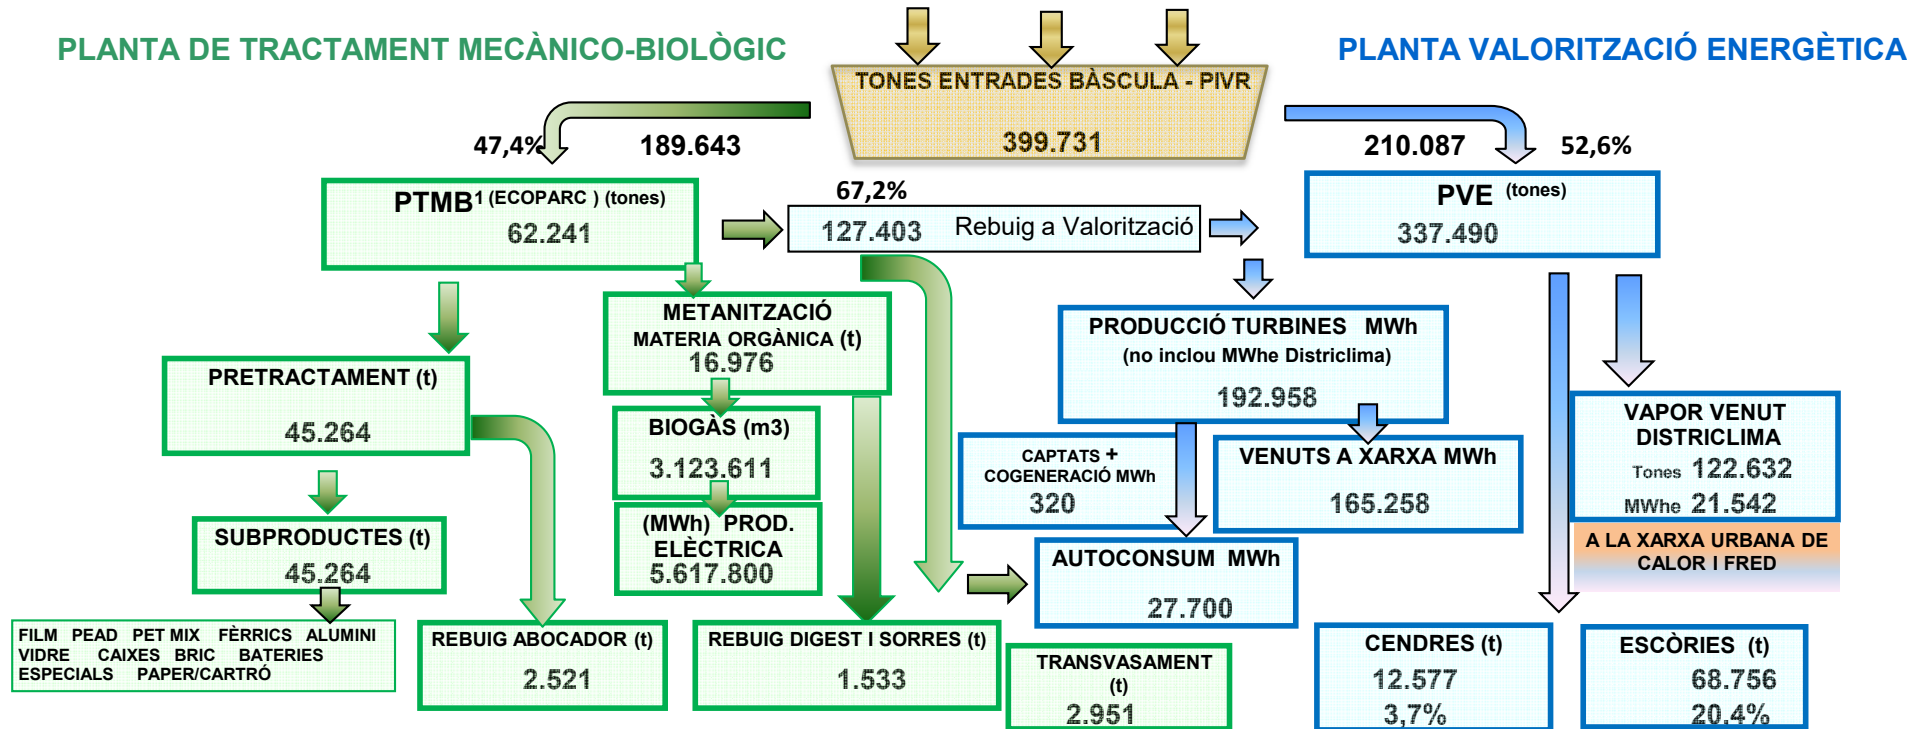 PLANTA DE TRACTAMENT MECÀNICO-BIOLÒGIC
PLANTA VALORITZACIÓ ENERGÈTICA
TONES ENTRADES BÀSCULA - PIVR
399.731
47,4%
189.643
210.087
52,6%
PTMB1 (ECOPARC ) (tones)
62.241
67,2%
127.403 Rebuig a Valorització
PVE (tones)
337.490
METANITZACIÓ
MATERIA ORGÀNICA (t)
16.976
PRODUCCIÓ TURBINES MWh
(no inclou MWhe Districlima)
192.958
PRETRACTAMENT (t)
45.264
BIOGÀS (m3)
3.123.611
CAPTATS +
COGENERACIÓ MWh
320
VENUTS A XARXA MWh
165.258
VAPOR VENUT
DISTRICLIMA
Tones 122.632
MWhe 21.542
A LA XARXA URBANA DE
CALOR I FRED
SUBPRODUCTES (t)
45.264
(MWh) PROD.
ELÈCTRICA
5.617.800
AUTOCONSUM MWh
27.700
FILM PEAD PET MIX FÈRRICS ALUMINI
VIDRE CAIXES BRIC BATERIES
ESPECIALS PAPER/CARTRÓ
REBUIG ABOCADOR (t)
2.521
REBUIG DIGEST I SORRES (t)
1.533
TRANSVASAMENT
(t)
2.951
CENDRES (t)
12.577
3,7%
ESCÒRIES (t)
68.756
20.4%